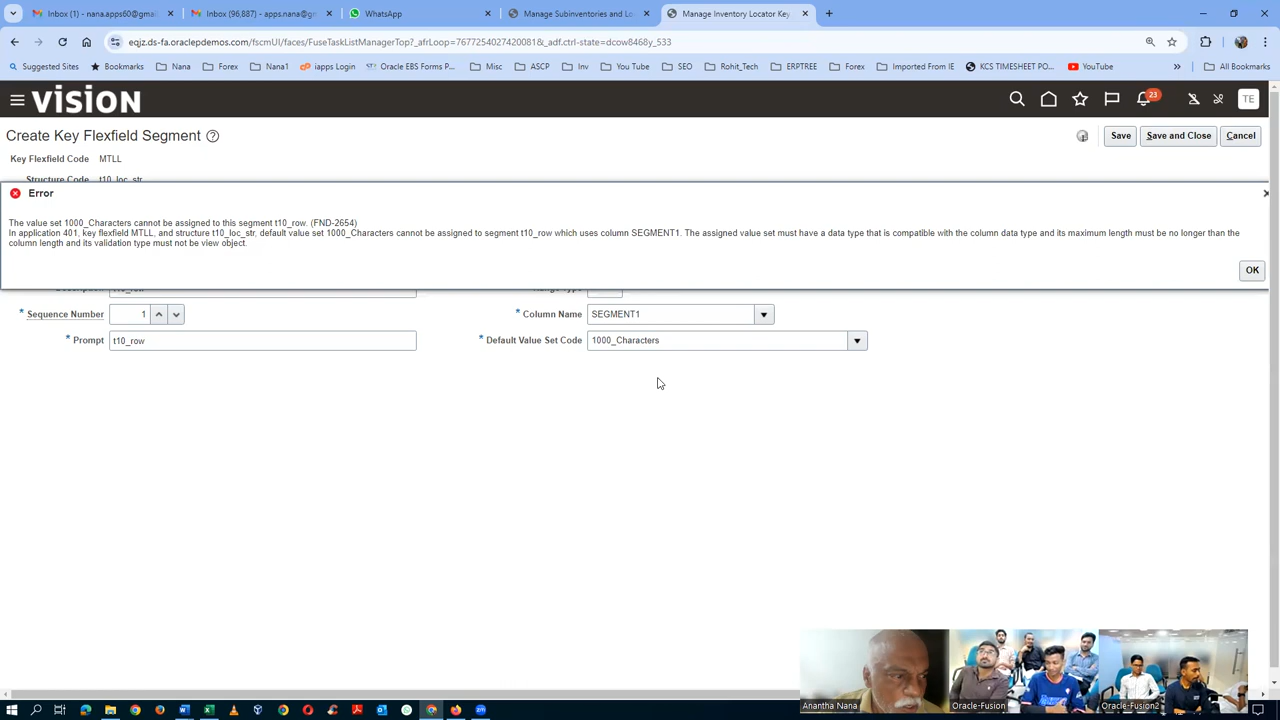 Inbox (1) - nana.apps60@gmail
Inbox (96,887) - apps.nana@g
WhatsApp
Manage Subinventories and Lo
Manage Inventory Locator Key
eqjz.ds-fa.oraclepdemos.com/fscmUI/faces/FuseTaskListManagerTop?_afrLoop=7677254027420081&_adf.ctrl-state=dcow8468y_533
Suggested Sites
Bookmarks
Nana
Forex
Nana1
iapps Login
Oracle EBS Forms P...
Misc
ASCP
Inv
You Tube
SEO
Rohit_Tech
ERPTREE
Forex
Imported From IE
KCS TIMESHEET PO...
YouTube
All Bookmarks
vision
23
TE
Create Key Flexfield Segment
Save
Save and Close
Cancel
Key Flexfield Code MTLL
Structure Code t10_loc_str
Error
The value set 1000_Characters cannot be assigned to this segment t10_row. (FND-2654)
In application 401, key flexfield MTLL, and structure t10_loc_str, default value set 1000_Characters cannot be assigned to segment t10_row which uses column SEGMENT1. The assigned value set must have a data type that is compatible with the column data type and its maximum length must be no longer than the
column length and its validation type must not be view object.
OK
* Sequence Number 1
* Column Name SEGMENT1
* Prompt t10_row
* Default Value Set Code 1000_Characters
Anantha Nana
Oracle-Fusion
Oracle-Fusion2